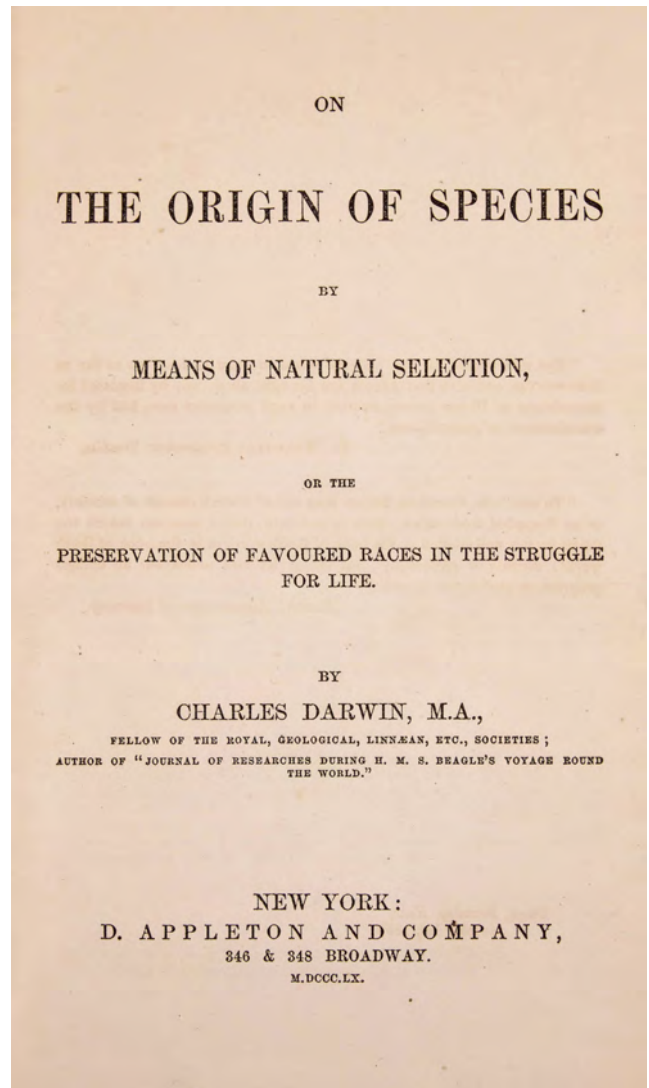 ON
THE ORIGIN OF SPECIES
BY
MEANS OF NATURAL SELECTION,
OR THE
PRESERVATION OF FAVOURED RACES IN THE STRUGGLE
FOR LIFE.
BY
CHARLES DARWIN, M.A.,
FELLOW OF THE ROYAL, GEOLOGICAL, LINNÆAN, ETC., SOCIETIES ;
AUTHOR OF “JOURNAL OF RESEARCHES DURING H. M. S. BEAGLE’S VOYAGE ROUND
THE WORLD.”
NEW YORK:
D. APPLETON AND COMPANY,
346 & 348 BROADWAY.
M.DCCC.LX.